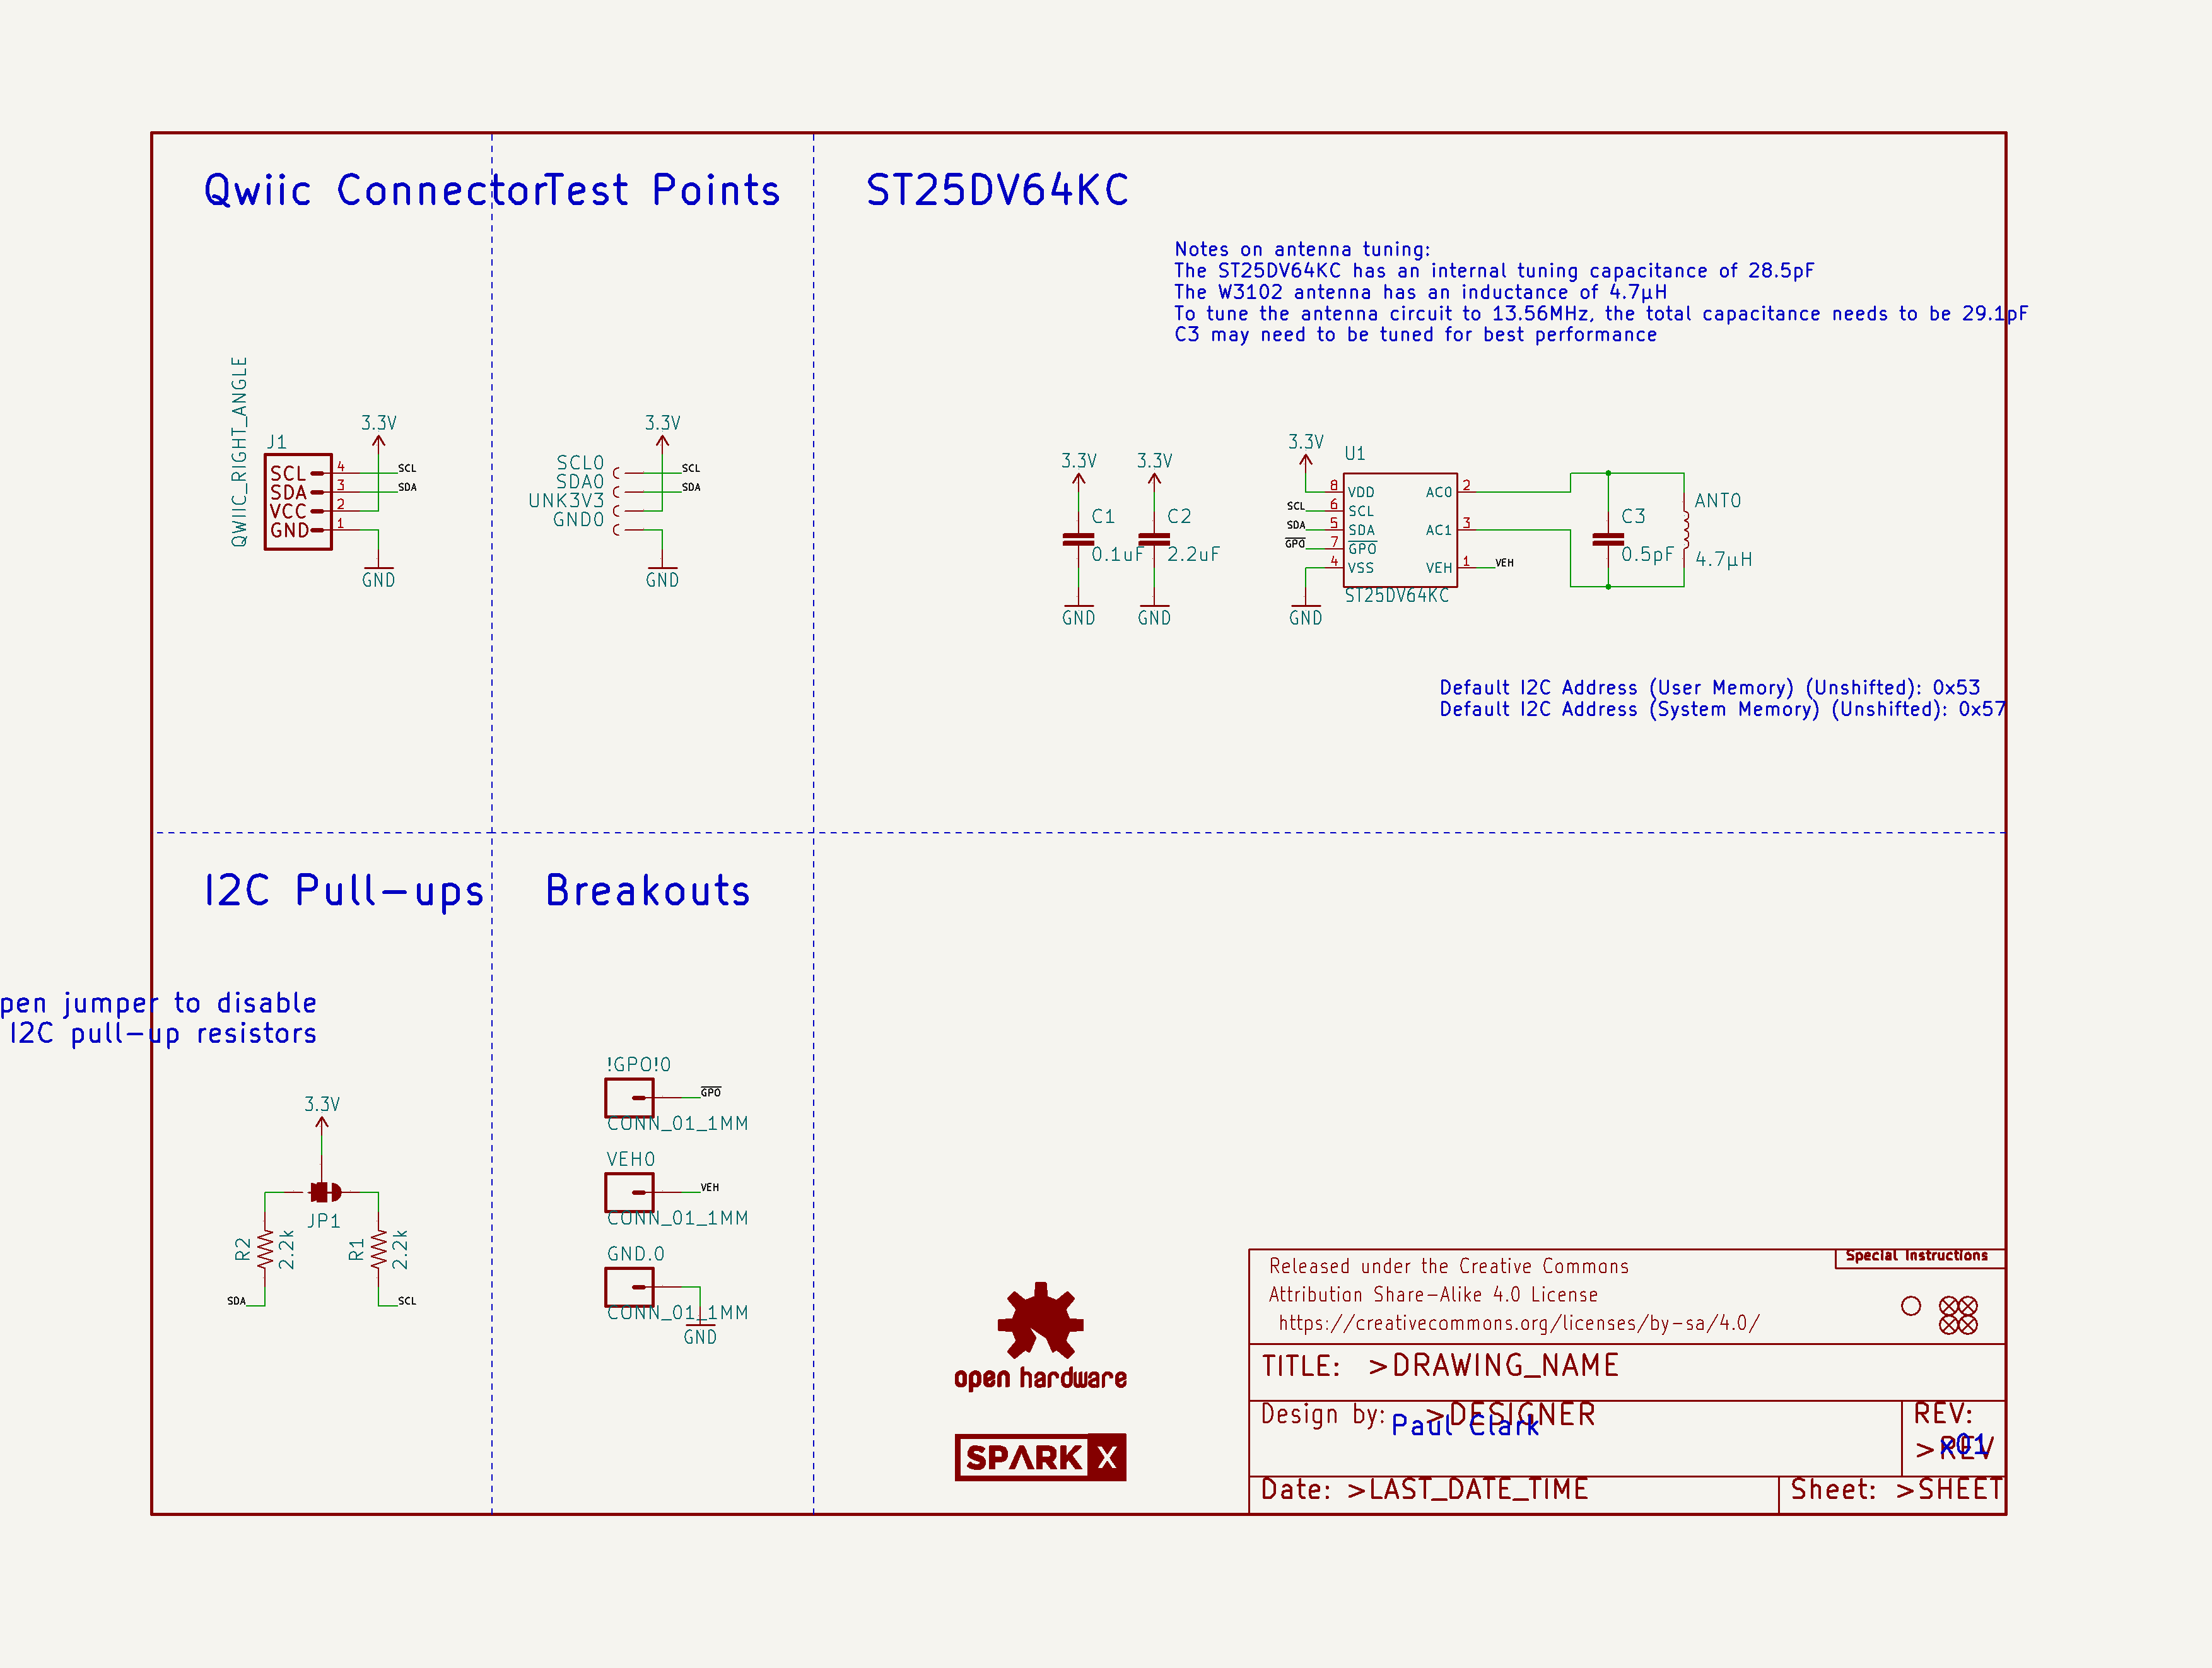 Qwiic Connector
Test Points
ST25DV64KC
Notes on antenna tuning:
The ST25DV64KC has an internal tuning capacitance of 28.5pF
The W3102 antenna has an inductance of 4.7µH
To tune the antenna circuit to 13.56MHz, the total capacitance needs to be 29.1pF
C3 may need to be tuned for best performance
QWIIC_RIGHT_ANGLE
J1
3.3V
SCL 4 SCL
SDA 3 SDA
VCC 2
GND 1
GND
3.3V
SCL0 SCL
SDA0 SDA
UNK3V3
GND0
GND
3.3V
C1
0.1uF
GND
3.3V
C2
2.2uF
GND
3.3V
U1
8 VDD AC0 2
SCL 6 SCL
SDA 5 SDA AC1 3
GPO 7 GPO
4 VSS VEH 1 VEH
ST25DV64KC
GND
C3
0.5pF
ANT0
4.7µH
Default I2C Address (User Memory) (Unshifted): 0x53
Default I2C Address (System Memory) (Unshifted): 0x57
I2C Pull-ups
Breakouts
pen jumper to disable
I2C pull-up resistors
3.3V
JP1
R2 2.2k
R1 2.2k
SDA
SCL
!GPO!0
GPO
CONN_01_1MM
VEH0
VEH
CONN_01_1MM
GND.0
CONN_01_1MM
GND
open hardware
SPARK X
Released under the Creative Commons
Attribution Share-Alike 4.0 License
https://creativecommons.org/licenses/by-sa/4.0/
Special Instructions
TITLE: >DRAWING_NAME
Design by: >DESIGNER
Paul Clark
REV:
>REV
x01
Date: >LAST_DATE_TIME
Sheet: >SHEET